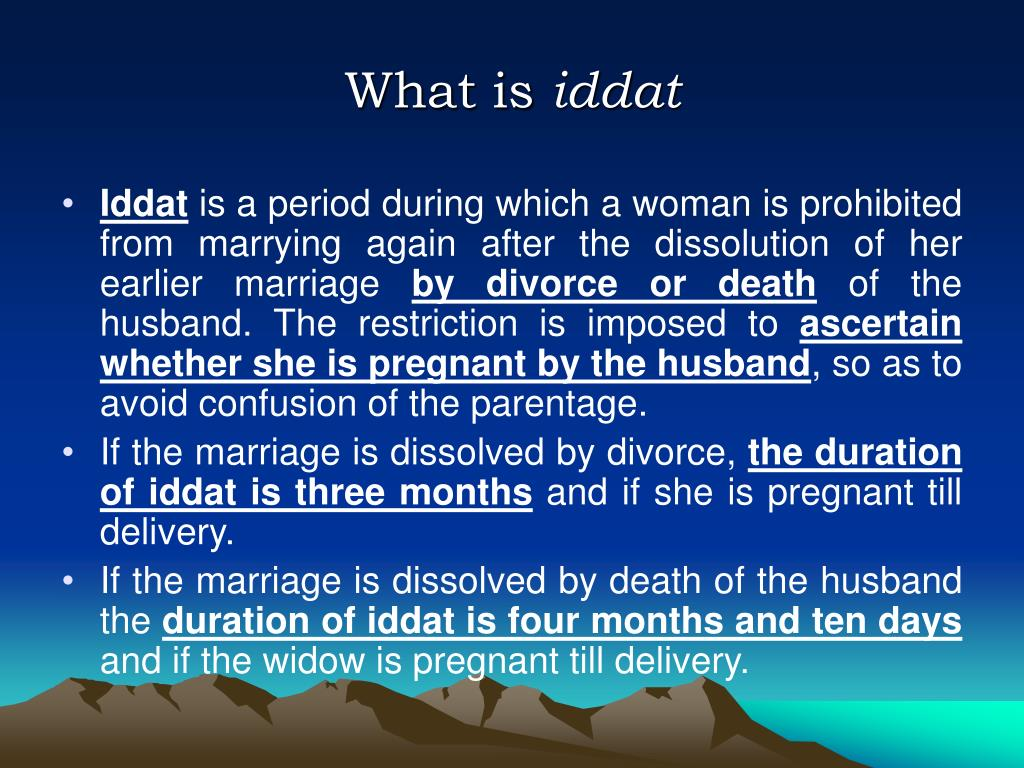 What is iddat
• Iddat is a period during which a woman is prohibited
from marrying again after the dissolution of her
earlier marriage by divorce or death of the
husband. The restriction is imposed to ascertain
whether she is pregnant by the husband, so as to
avoid confusion of the parentage.
• If the marriage is dissolved by divorce, the duration
of iddat is three months and if she is pregnant till
delivery.
• If the marriage is dissolved by death of the husband
the duration of iddat is four months and ten days
and if the widow is pregnant till delivery.